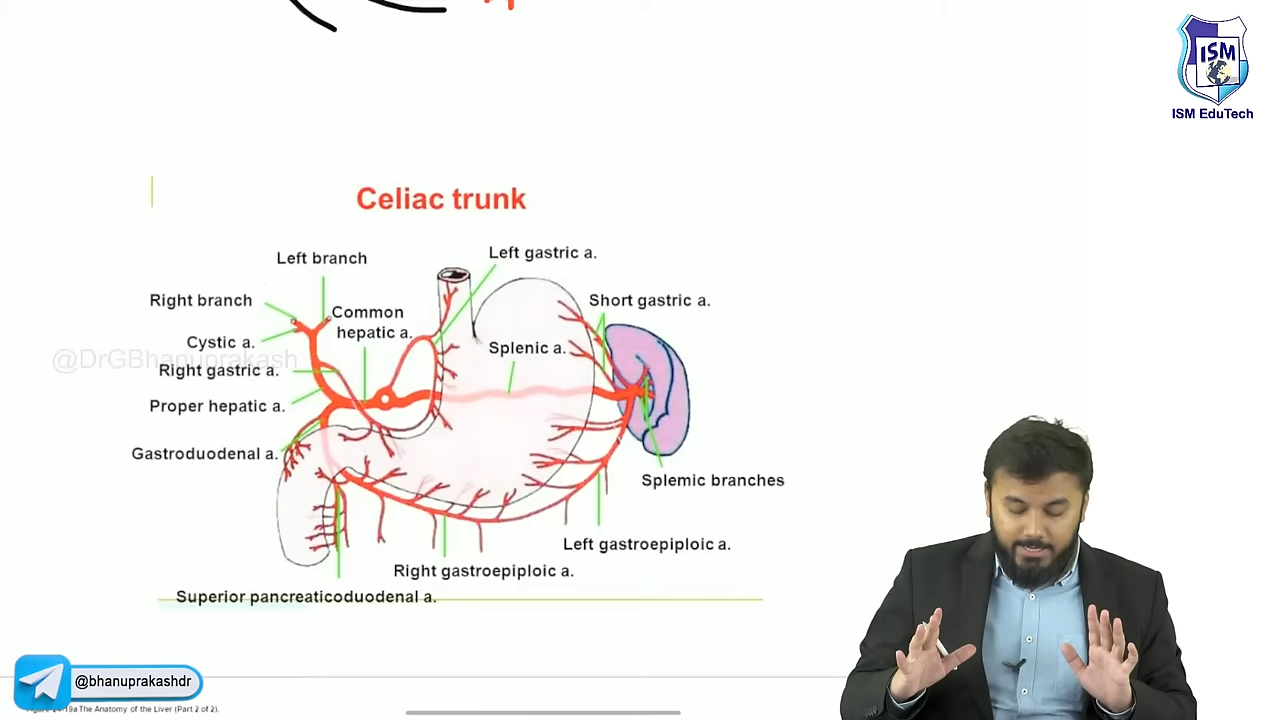 ISM
ISM EduTech
Celiac trunk
Left branch
Left gastric a.
Right branch
Common
hepatic a.
Short gastric a.
Cystic a.
Splenic a.
@DrGBhanuprakash
Right gastric a.
Proper hepatic a.
Gastroduodenal a.
Splemic branches
Left gastroepiploic a.
Right gastroepiploic a.
Superior pancreaticoduodenal a.
@bhanuprakashdr
19a The Anatomy of the Liver (Part 2 of 2).